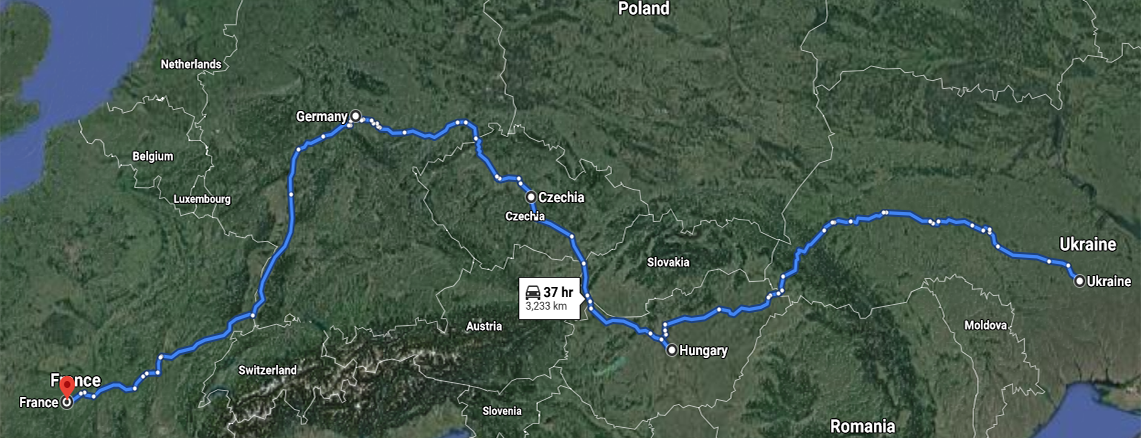 Poland
Netherlands
Germany
Belgium
Luxembourg
Czechia
Czechia
Ukraine
Slovakia
Ukraine
37 hr
3,233 km
Austria
Moldova
Hungary
Switzerland
France
France
Slovenia
Romania